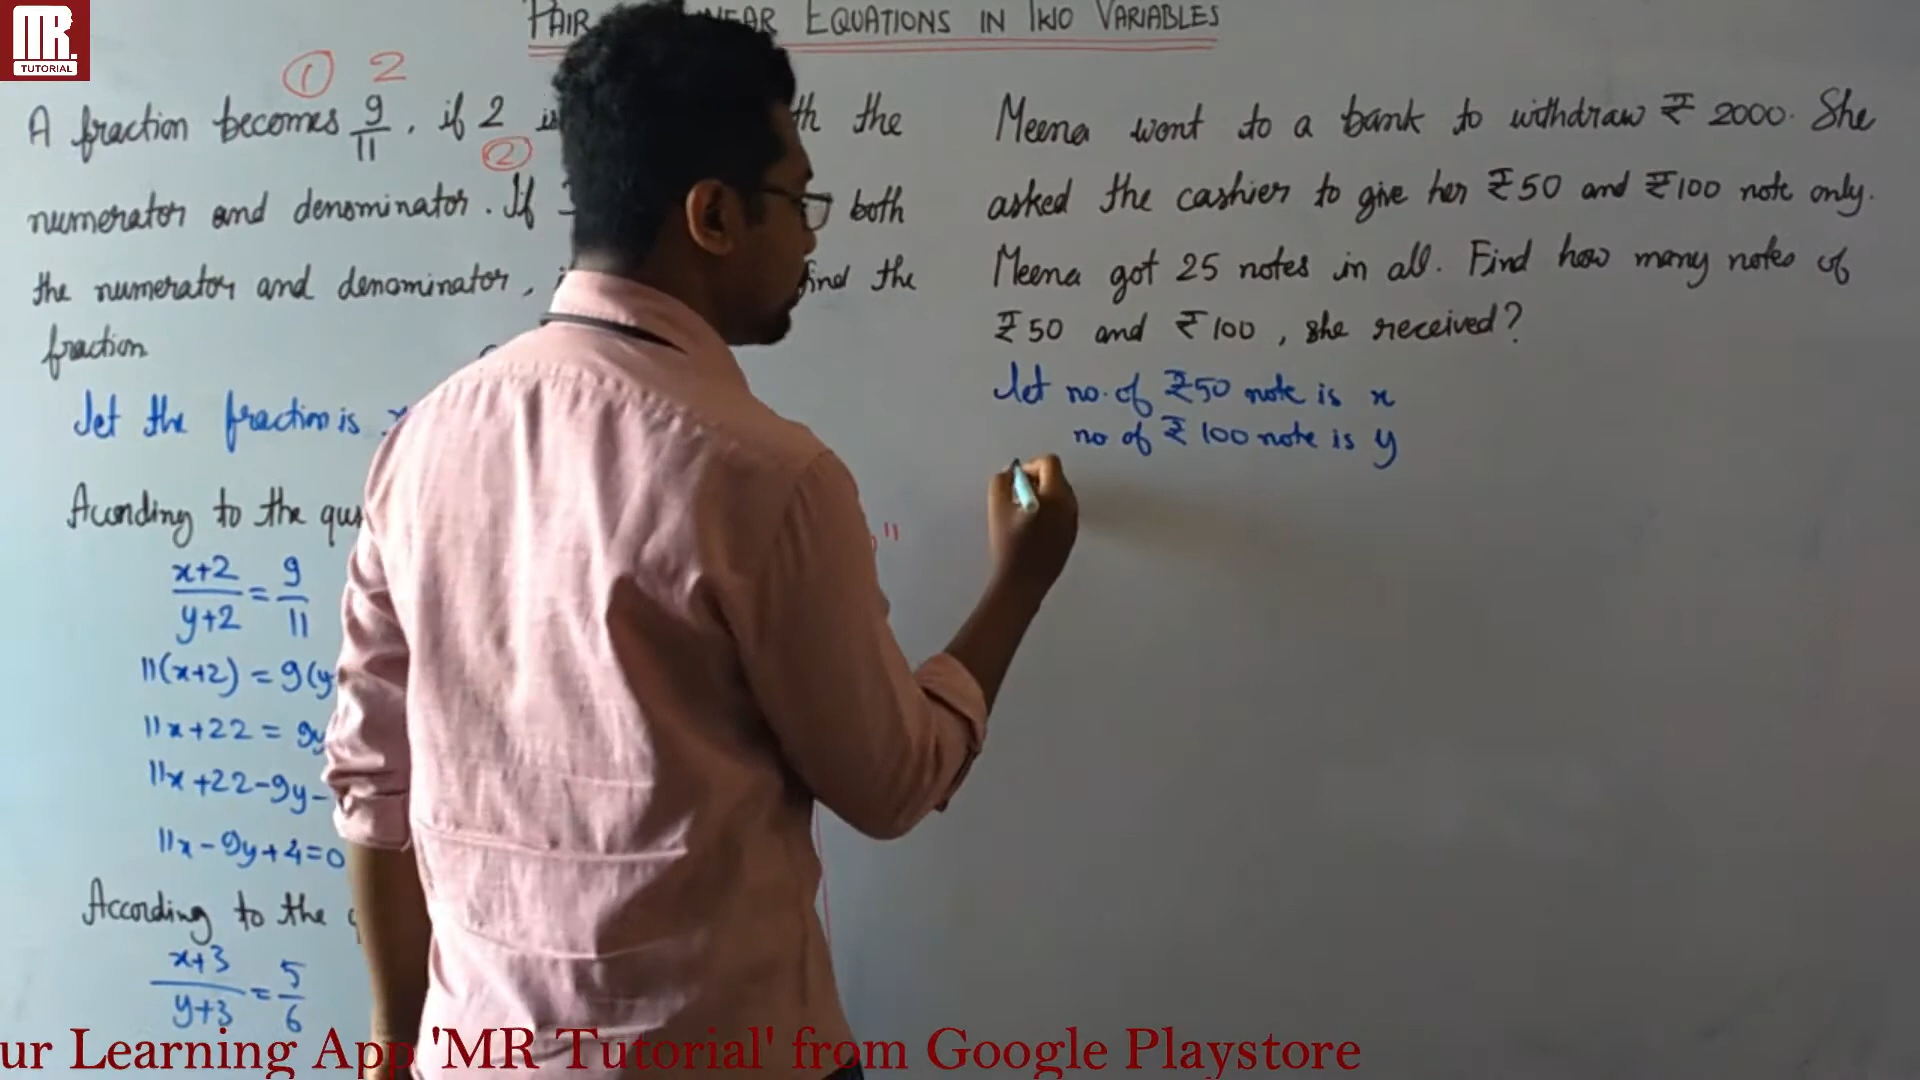 MR.
TUTORIAL
PAIR EQUATIONS IN TWO VARIABLES
① 2
A fraction becomes 9/11, if 2 is the
②
numerator and denominator. If both
the numerator and denominator, find the
fraction
let the fraction is x
According to the que
x+2/y+2 = 9/11
11(x+2) = 9(y
11x+22 = 9y
11x+22-9y-
11x-9y+4=0
According to the q
x+3/y+3 = 5/6
Meena went to a bank to withdraw ₹ 2000. She
asked the cashier to give her ₹50 and ₹100 note only.
Meena got 25 notes in all. Find how many notes of
₹50 and ₹100, she received?
let no. of ₹50 note is x
no of ₹ 100 note is y
ur Learning App 'MR Tutorial' from Google Playstore